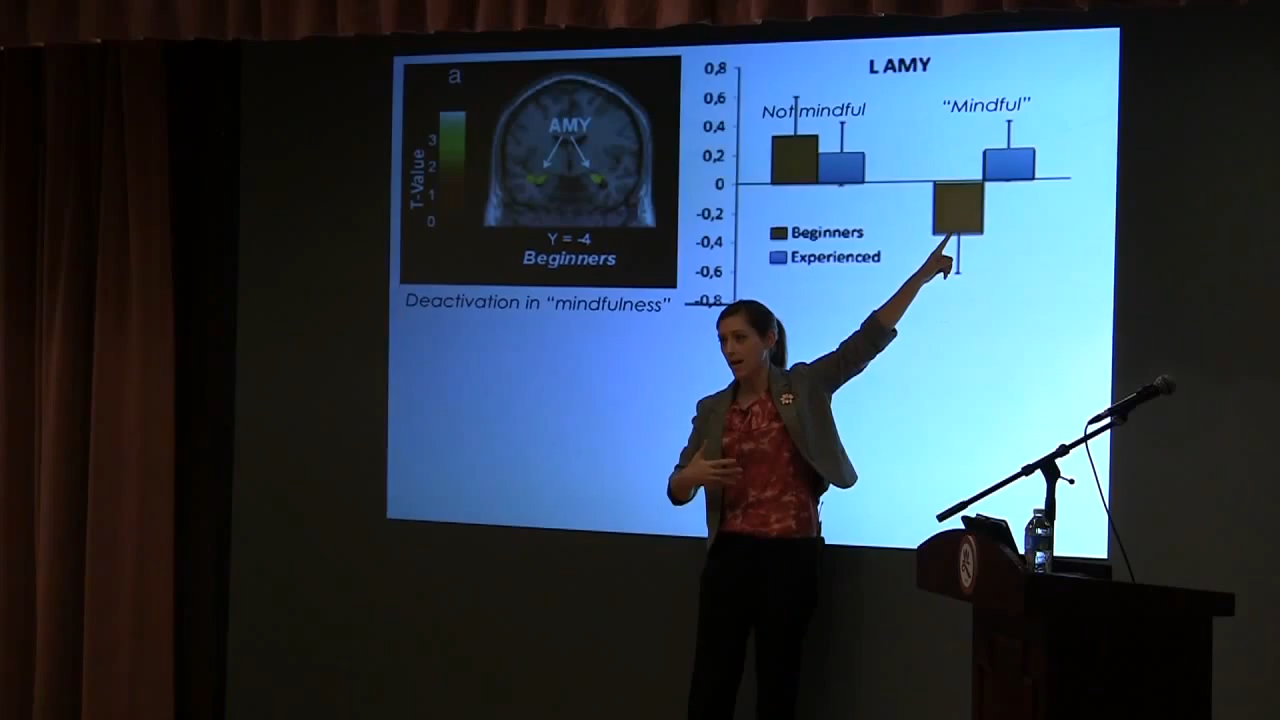 a
AMY
T-Value
3
2
1
0
Y = -4
Beginners
Deactivation in “mindfulness”
L AMY
0,8
0,6
0,4
0,2
0
-0,2
-0,4
-0,6
-0,8
Not mindful
“Mindful”
Beginners
Experienced